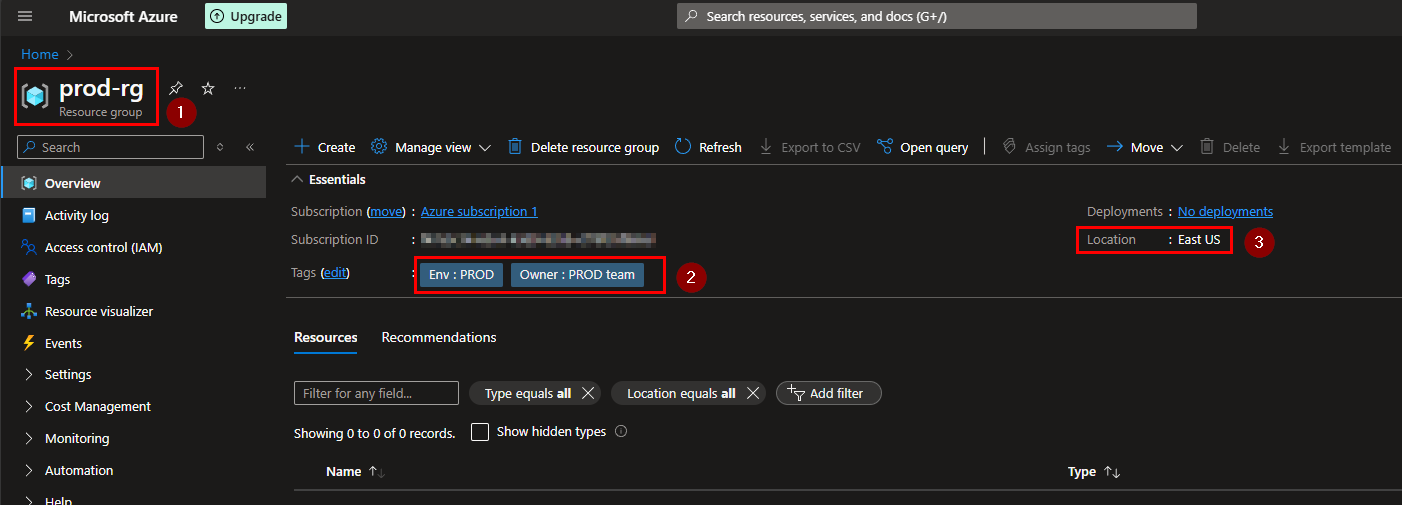 Microsoft Azure
Upgrade
Search resources, services, and docs (G+/)
Home
prod-rg
Resource group
1
Search
Create
Manage view
Delete resource group
Refresh
Export to CSV
Open query
Assign tags
Move
Delete
Export template
Overview
Activity log
Access control (IAM)
Tags
Resource visualizer
Events
Settings
Cost Management
Monitoring
Automation
Help
Essentials
Subscription (move) : Azure subscription 1
Deployments : No deployments
Subscription ID :
Location : East US
3
Tags (edit) : Env : PROD Owner : PROD team
2
Resources
Recommendations
Filter for any field...
Type equals all
Location equals all
Add filter
Showing 0 to 0 of 0 records.
Show hidden types
Name
Type